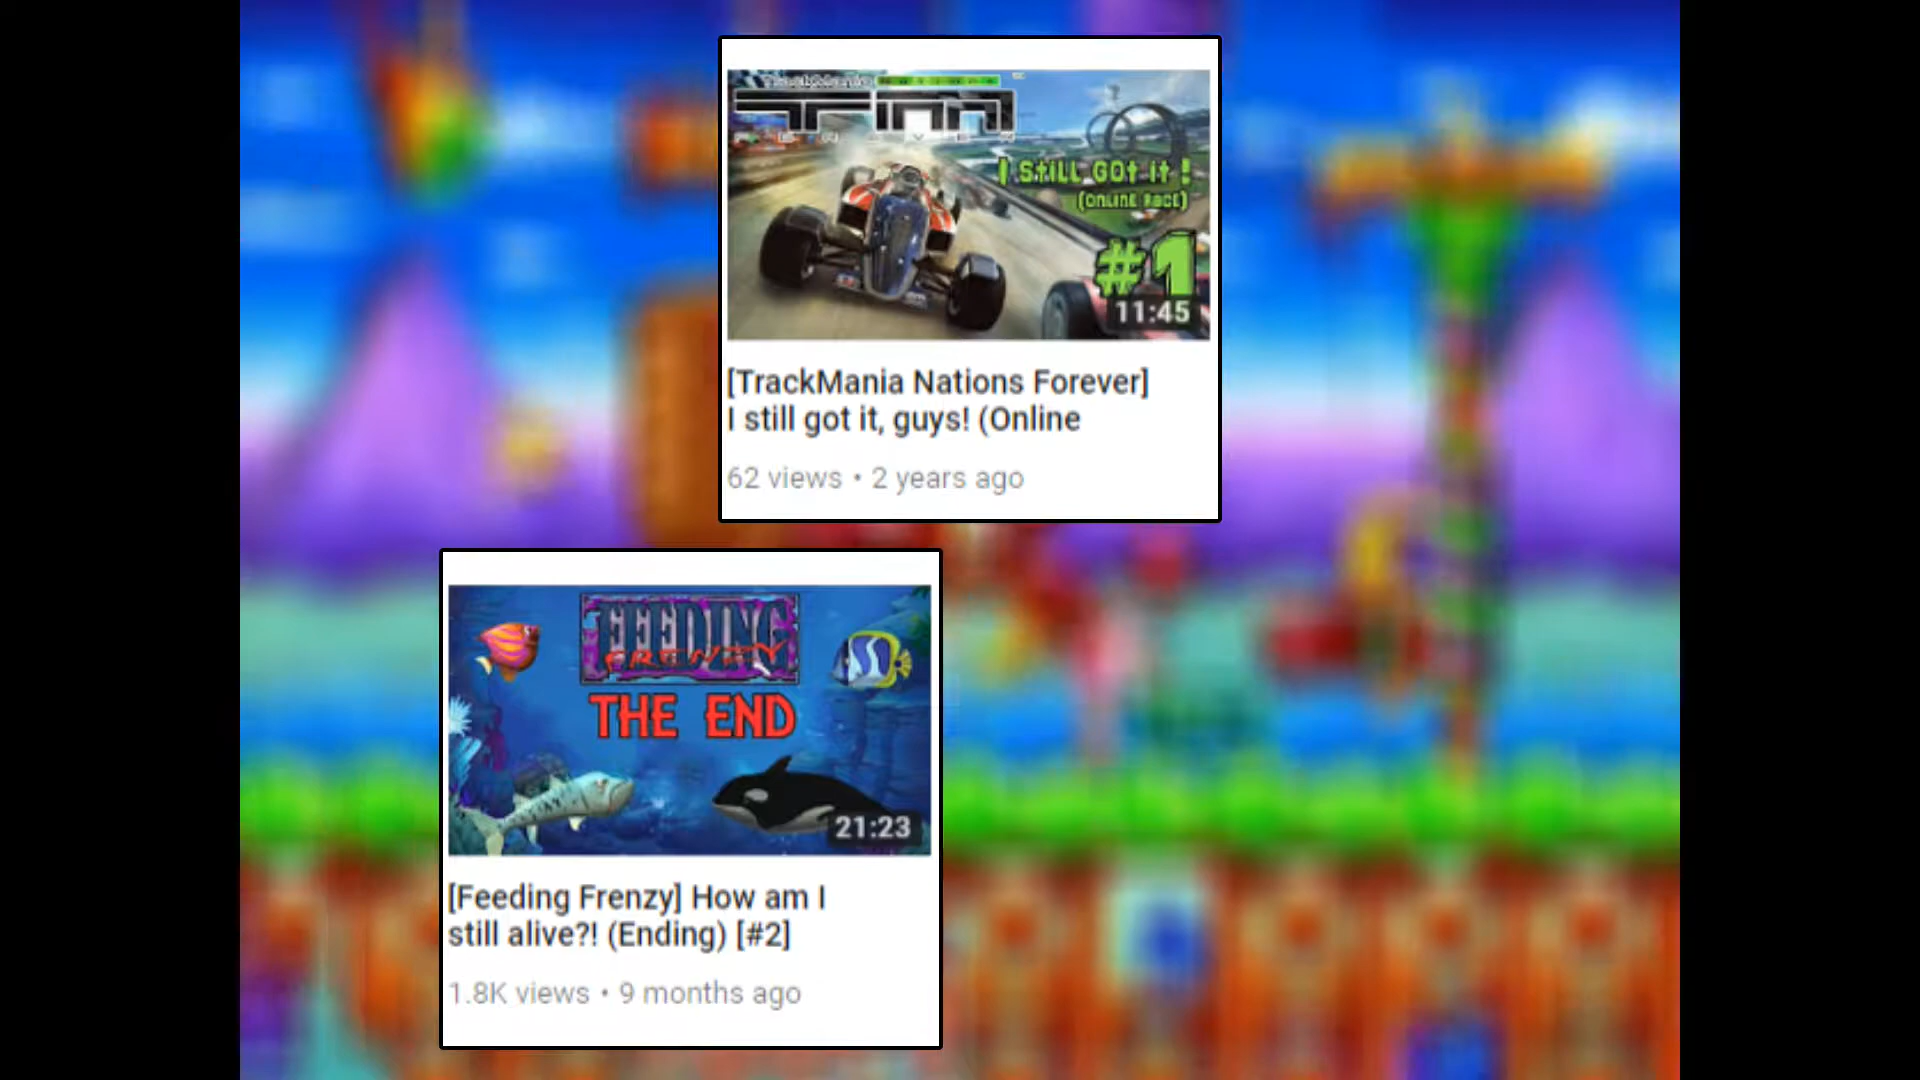 TrackMania
I STILL GOT IT !
(ONLINE RACE)
#1
11:45
[TrackMania Nations Forever]
I still got it, guys! (Online
62 views • 2 years ago
FEEDING
FRENZY
THE END
21:23
[Feeding Frenzy] How am I
still alive?! (Ending) [#2]
1.8K views • 9 months ago